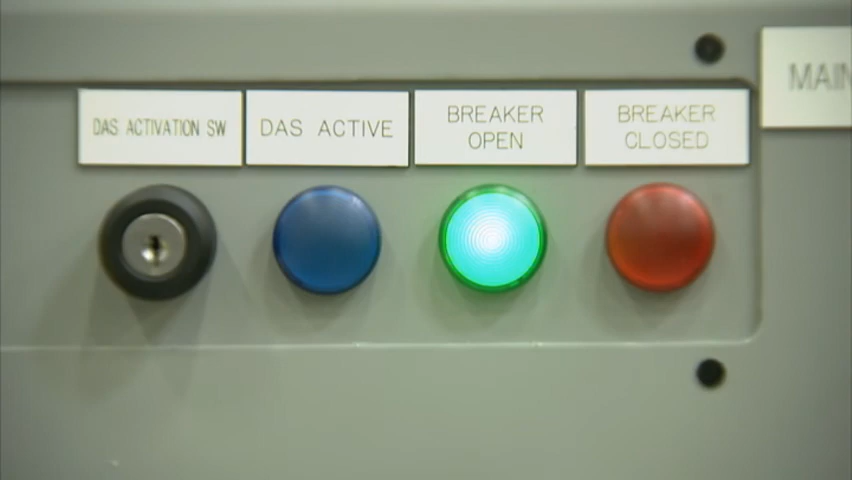 DAS ACTIVATION SW
DAS ACTIVE
BREAKER
OPEN
BREAKER
CLOSED
MAIN